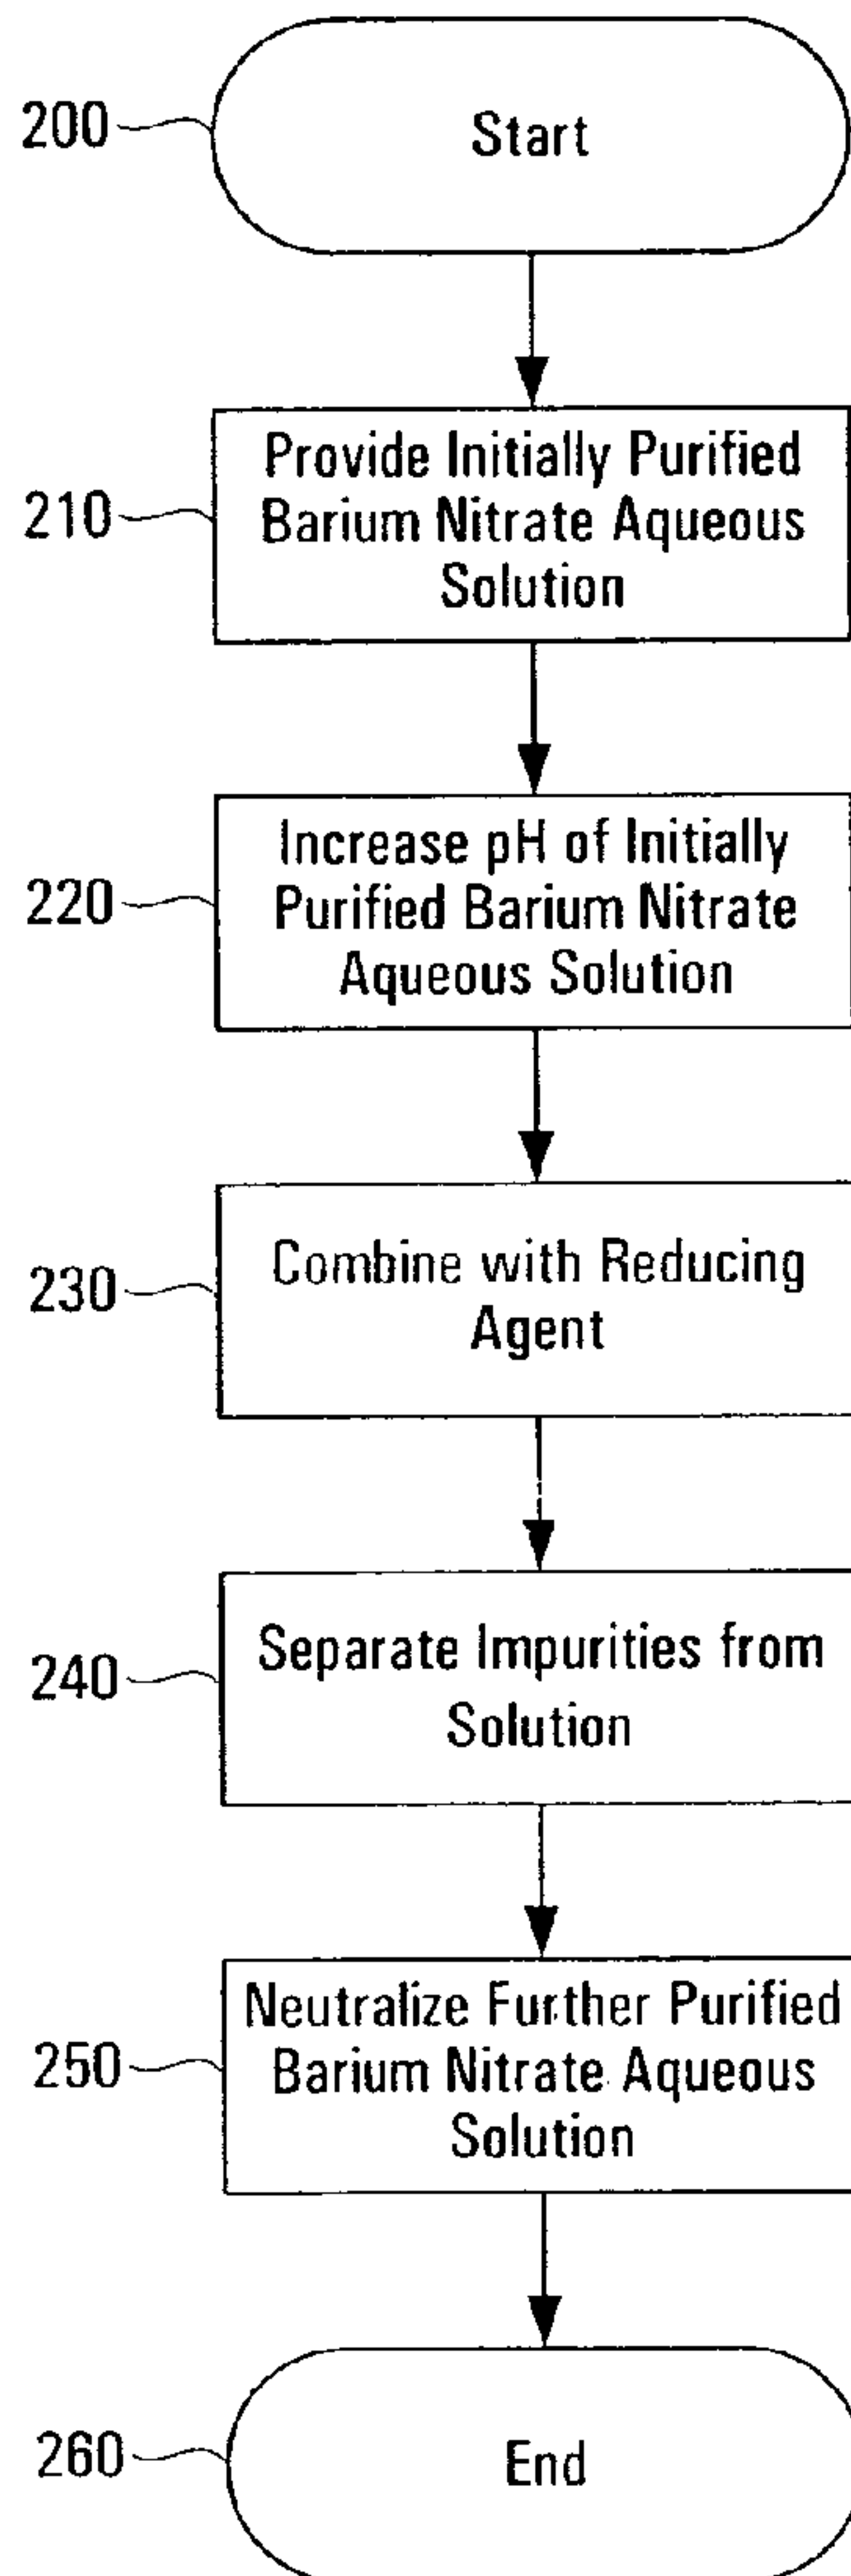 200
Start
210
Provide Initially Purified
Barium Nitrate Aqueous
Solution
220
Increase pH of Initially
Purified Barium Nitrate
Aqueous Solution
230
Combine with Reducing
Agent
240
Separate Impurities from
Solution
250
Neutralize Further Purified
Barium Nitrate Aqueous
Solution
260
End